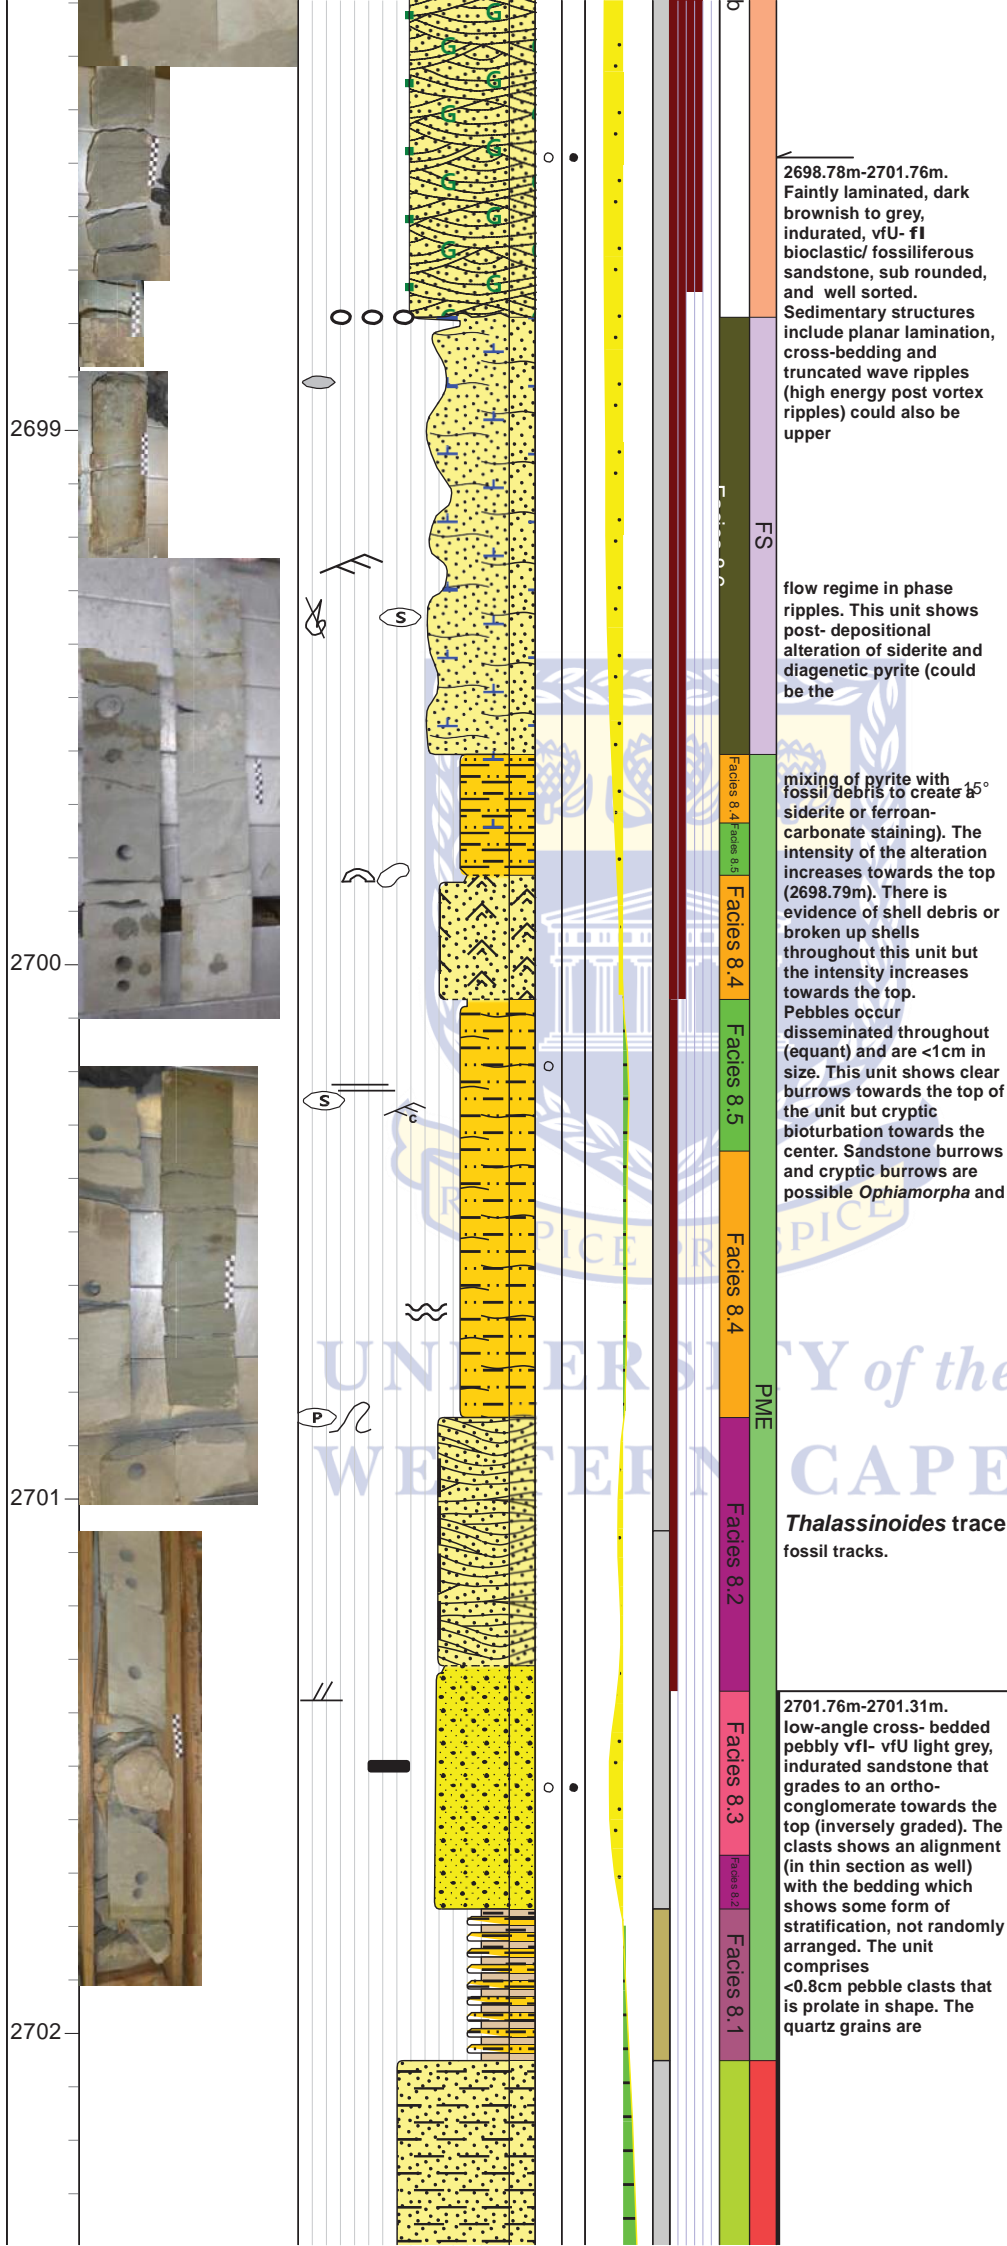 b
G
G
G
G
G
G
G
G
G
G
2698.78m-2701.76m.
Faintly laminated, dark
brownish to grey,
indurated, vfU- fl
bioclastic/ fossiliferous
sandstone, sub rounded,
and well sorted.
Sedimentary structures
include planar lamination,
cross-bedding and
truncated wave ripples
(high energy post vortex
ripples) could also be
upper
2699
FS
S
flow regime in phase
ripples. This unit shows
post- depositional
alteration of siderite and
diagenetic pyrite (could
be the
mixing of pyrite with
15°
fossil debris to create a
siderite or ferroan-
carbonate staining). The
intensity of the alteration
increases towards the top
(2698.79m). There is
evidence of shell debris or
broken up shells
throughout this unit but
the intensity increases
towards the top.
Pebbles occur
disseminated throughout
(equant) and are <1cm in
size. This unit shows clear
burrows towards the top of
the unit but cryptic
bioturbation towards the
center. Sandstone burrows
and cryptic burrows are
possible Ophiamorpha and
Facies 8.4
Facies 8.5
Facies 8.4
2700
Facies 8.5
S
c
Facies 8.4
PME
P
2701
Facies 8.2
Thalassinoides trace
fossil tracks.
2701.76m-2701.31m.
low-angle cross- bedded
pebbly vfl- vfU light grey,
indurated sandstone that
grades to an ortho-
conglomerate towards the
top (inversely graded). The
clasts shows an alignment
(in thin section as well)
with the bedding which
shows some form of
stratification, not randomly
arranged. The unit
comprises
<0.8cm pebble clasts that
is prolate in shape. The
quartz grains are
Facies 8.3
Facies 8.2
Facies 8.1
2702
UNIVERSITY of the
WESTERN CAPE